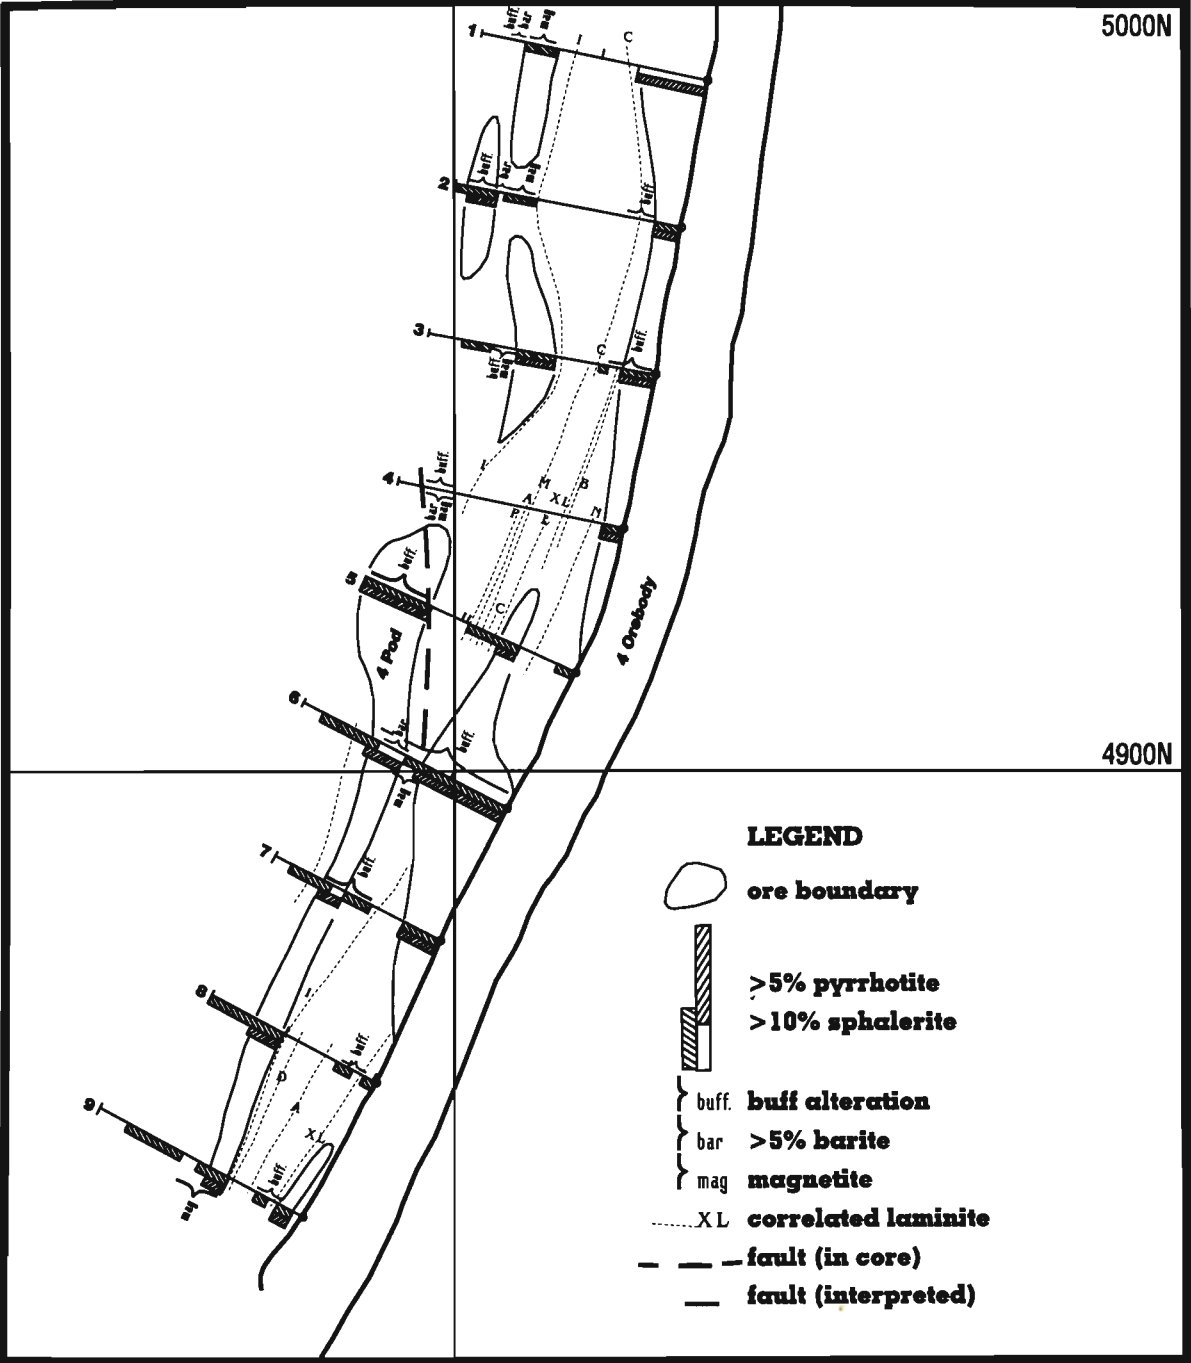 5000N
buff.
bar
mag
1
I
C
buff.
bar
mag
2
buff.
3
C
buff.
buff.
mag
I
buff.
4
M
B
A
XL
bar
mag
P
E
N
buff.
5
C
4 Pod
4 Orebody
6
bar
buff.
4900N
mag
7
buff.
8
I
buff.
D
A
9
XL
buff.
mag
LEGEND
ore boundary
>5% pyrrhotite
>10% sphalerite
buff. buff alteration
bar >5% barite
mag magnetite
XL correlated laminite
fault (in core)
fault (interpreted)